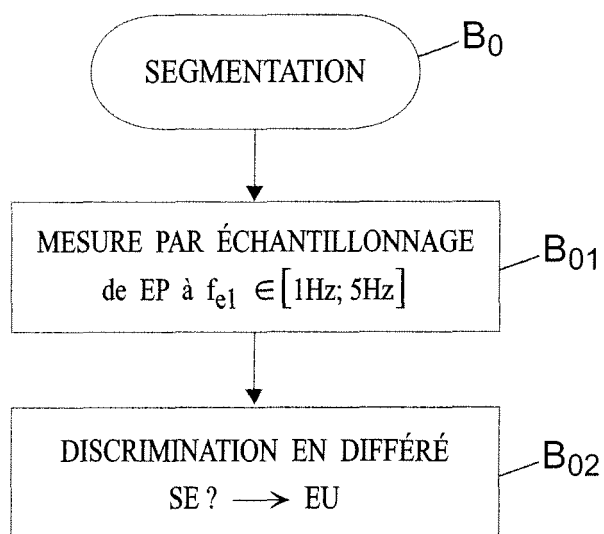 SEGMENTATION
B₀
MESURE PAR ÉCHANTILLONNAGE
de EP à fₑ₁ ∈ [1Hz; 5Hz]
B₀₁
DISCRIMINATION EN DIFFÉRÉ
SE ? → EU
B₀₂